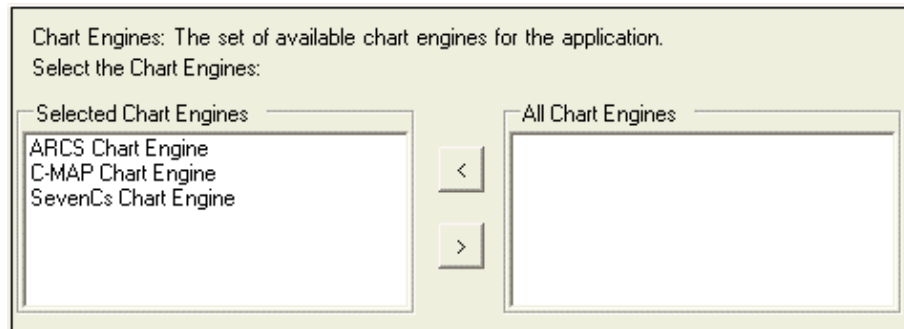 Chart Engines: The set of available chart engines for the application.
Select the Chart Engines:
Selected Chart Engines
ARCS Chart Engine
C-MAP Chart Engine
SevenCs Chart Engine
<
>
All Chart Engines